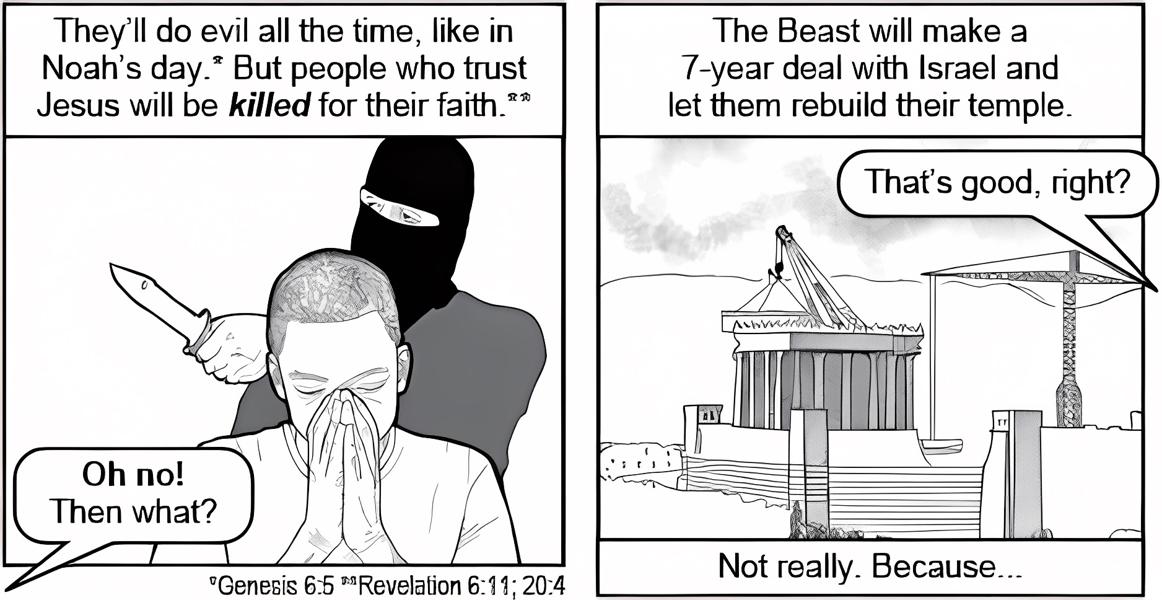 They'll do evil all the time, like in
Noah's day.* But people who trust
Jesus will be killed for their faith.**
Oh no!
Then what?
*Genesis 6:5 **Revelation 6:11; 20:4
The Beast will make a
7-year deal with Israel and
let them rebuild their temple.
That's good, right?
Not really. Because...